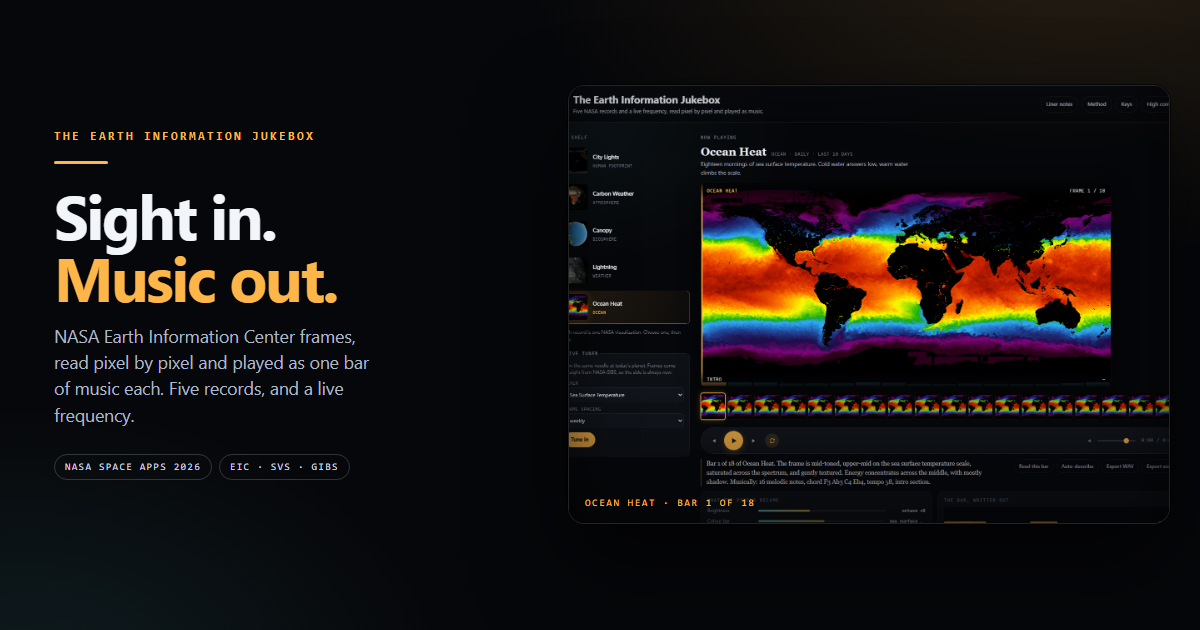 THE EARTH INFORMATION JUKEBOX
Sight in.
Music out.
NASA Earth Information Center frames,
read pixel by pixel and played as one bar
of music each. Five records, and a live
frequency.
NASA SPACE APPS 2026
EIC · SVS · GIBS
The Earth Information Jukebox
Five NASA records and a live frequency, read pixel by pixel and played as music.
Liner notes
Method
Keys
City Lights
HUMAN FOOTPRINT
Carbon Weather
ATMOSPHERE
Canopy
BIOSPHERE
Lightning
WEATHER
Ocean Heat
OCEAN
Sea Surface Temperature
Tune in
NOW PLAYING
Ocean Heat
OCEAN · DAILY · LAST 18 DAYS
Eighteen mornings of sea surface temperature. Cold water answers low, warm water
climbs the scale.
OCEAN HEAT
FRAME 1 / 18
INTRO
Bar 1 of 18 of Ocean Heat. The frame is mid-toned, upper-mid on the sea surface temperature scale,
saturated across the spectrum, and gently textured. Energy concentrates across the middle, with mostly
shadow. Musically: 16 melodic notes, chord F3 Ab3 C4 Eb4, tempo 58, intro section.
Read this bar
Auto-describe
Export WAV
OCEAN HEAT · BAR 1 OF 18
THE BAR, WRITTEN OUT
Brightness